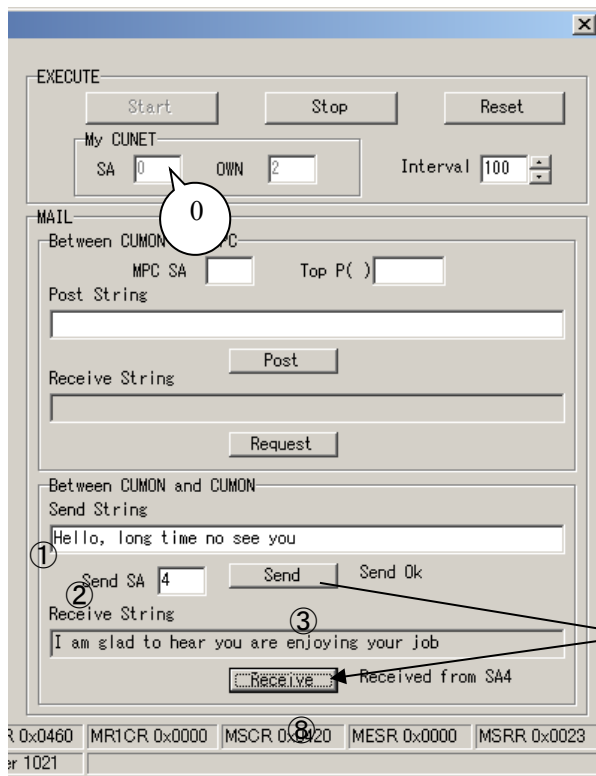 EXECUTE
Start Stop Reset
My CUNET
SA 0 OWN 2 Interval 100
0
MAIL
Between CUMON PC
MPC SA Top P( )
Post String
Post
Receive String
Request
Between CUMON and CUMON
Send String
Hello, long time no see you
①
② Send SA 4 Send Send Ok
Receive String
③
I am glad to hear you are enjoying your job
Receive Received from SA4
⑧
R 0x0460 MR1CR 0x0000 MSCR 0x0420 MESR 0x0000 MSRR 0x0023
er 1021